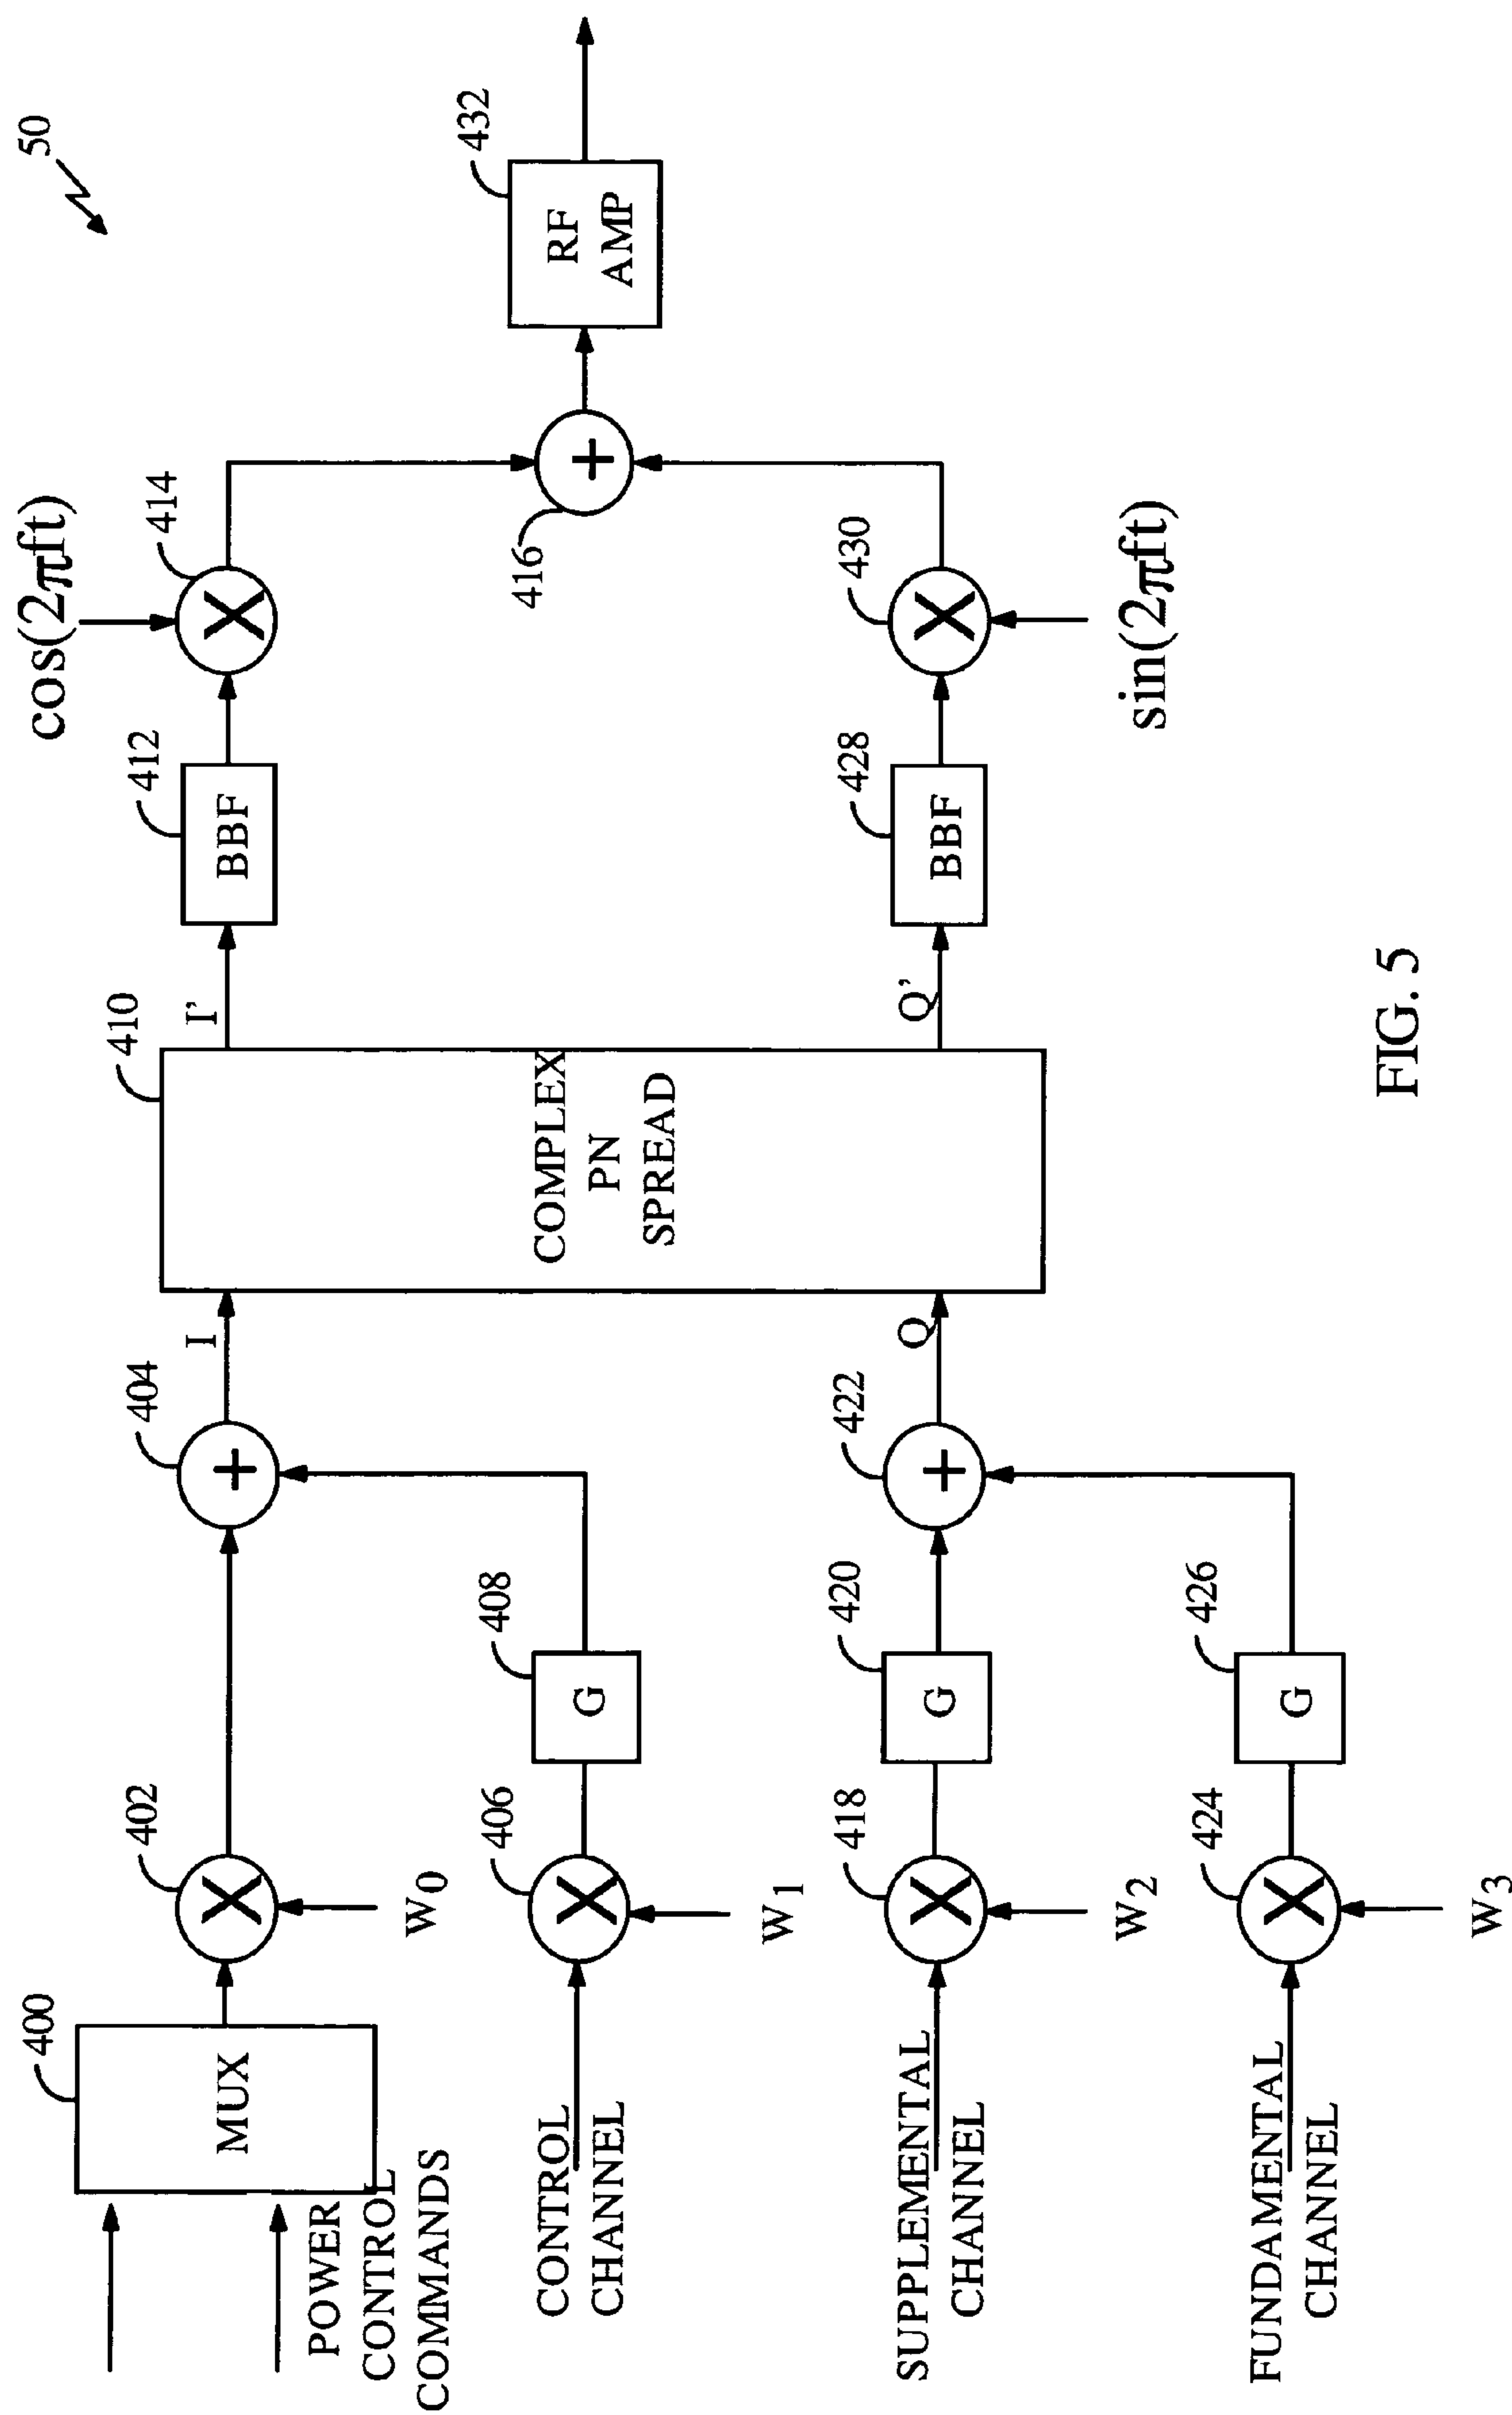 50
400
MUX
POWER
CONTROL
COMMANDS
402
W0
404
I
CONTROL
CHANNEL
406
W1
408
G
410
COMPLEX
PN
SPREAD
I'
412
BBF
cos(2πft)
414
416
+
432
RF
AMP
SUPPLEMENTAL
CHANNEL
418
W2
420
G
422
Q
Q'
428
BBF
430
sin(2πft)
FUNDAMENTAL
CHANNEL
424
W3
426
G
FIG. 5